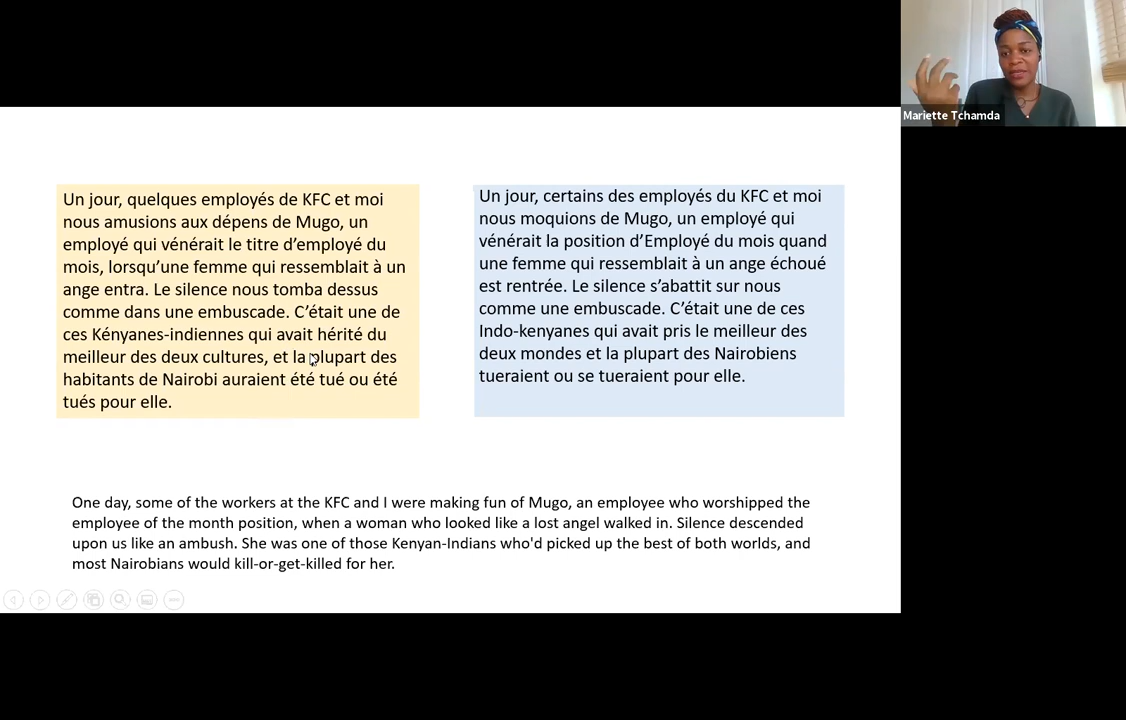 Mariette Tchamda
Un jour, quelques employés de KFC et moi
nous amusions aux dépens de Mugo, un
employé qui vénérait le titre d’employé du
mois, lorsqu’une femme qui ressemblait à un
ange entra. Le silence nous tomba dessus
comme dans une embuscade. C’était une de
ces Kényanes-indiennes qui avait hérité du
meilleur des deux cultures, et la plupart des
habitants de Nairobi auraient été tué ou été
tués pour elle.
Un jour, certains des employés du KFC et moi
nous moquions de Mugo, un employé qui
vénérait la position d’Employé du mois quand
une femme qui ressemblait à un ange échoué
est rentrée. Le silence s’abattit sur nous
comme une embuscade. C’était une de ces
Indo-kenyanes qui avait pris le meilleur des
deux mondes et la plupart des Nairobiens
tueraient ou se tueraient pour elle.
One day, some of the workers at the KFC and I were making fun of Mugo, an employee who worshipped the
employee of the month position, when a woman who looked like a lost angel walked in. Silence descended
upon us like an ambush. She was one of those Kenyan-Indians who'd picked up the best of both worlds, and
most Nairobians would kill-or-get-killed for her.